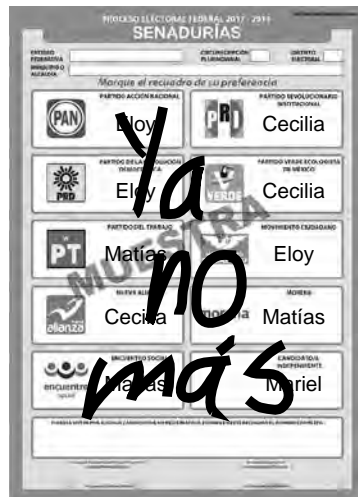 PROCESO ELECTORAL FEDERAL 2017 - 2018
SENADURÍAS
ENTIDAD FEDERATIVA
CIRCUNSCRIPCIÓN PLURINOMINAL
DISTRITO ELECTORAL
MUNICIPIO O ALCALDÍA
Marque el recuadro de su preferencia
PARTIDO ACCIÓN NACIONAL
PAN
Eloy
PARTIDO REVOLUCIONARIO INSTITUCIONAL
PRI
Cecilia
PARTIDO DE LA REVOLUCIÓN DEMOCRÁTICA
PRD
Eloy
PARTIDO VERDE ECOLOGISTA DE MÉXICO
VERDE
Cecilia
PARTIDO DEL TRABAJO
PT
Matías
MOVIMIENTO CIUDADANO
Eloy
NUEVA ALIANZA
alianza
Cecilia
MORENA
morena
Matías
ENCUENTRO SOCIAL
encuentro social
Matías
CANDIDATO/A INDEPENDIENTE
Mariel
MUESTRA
Ya
no
más